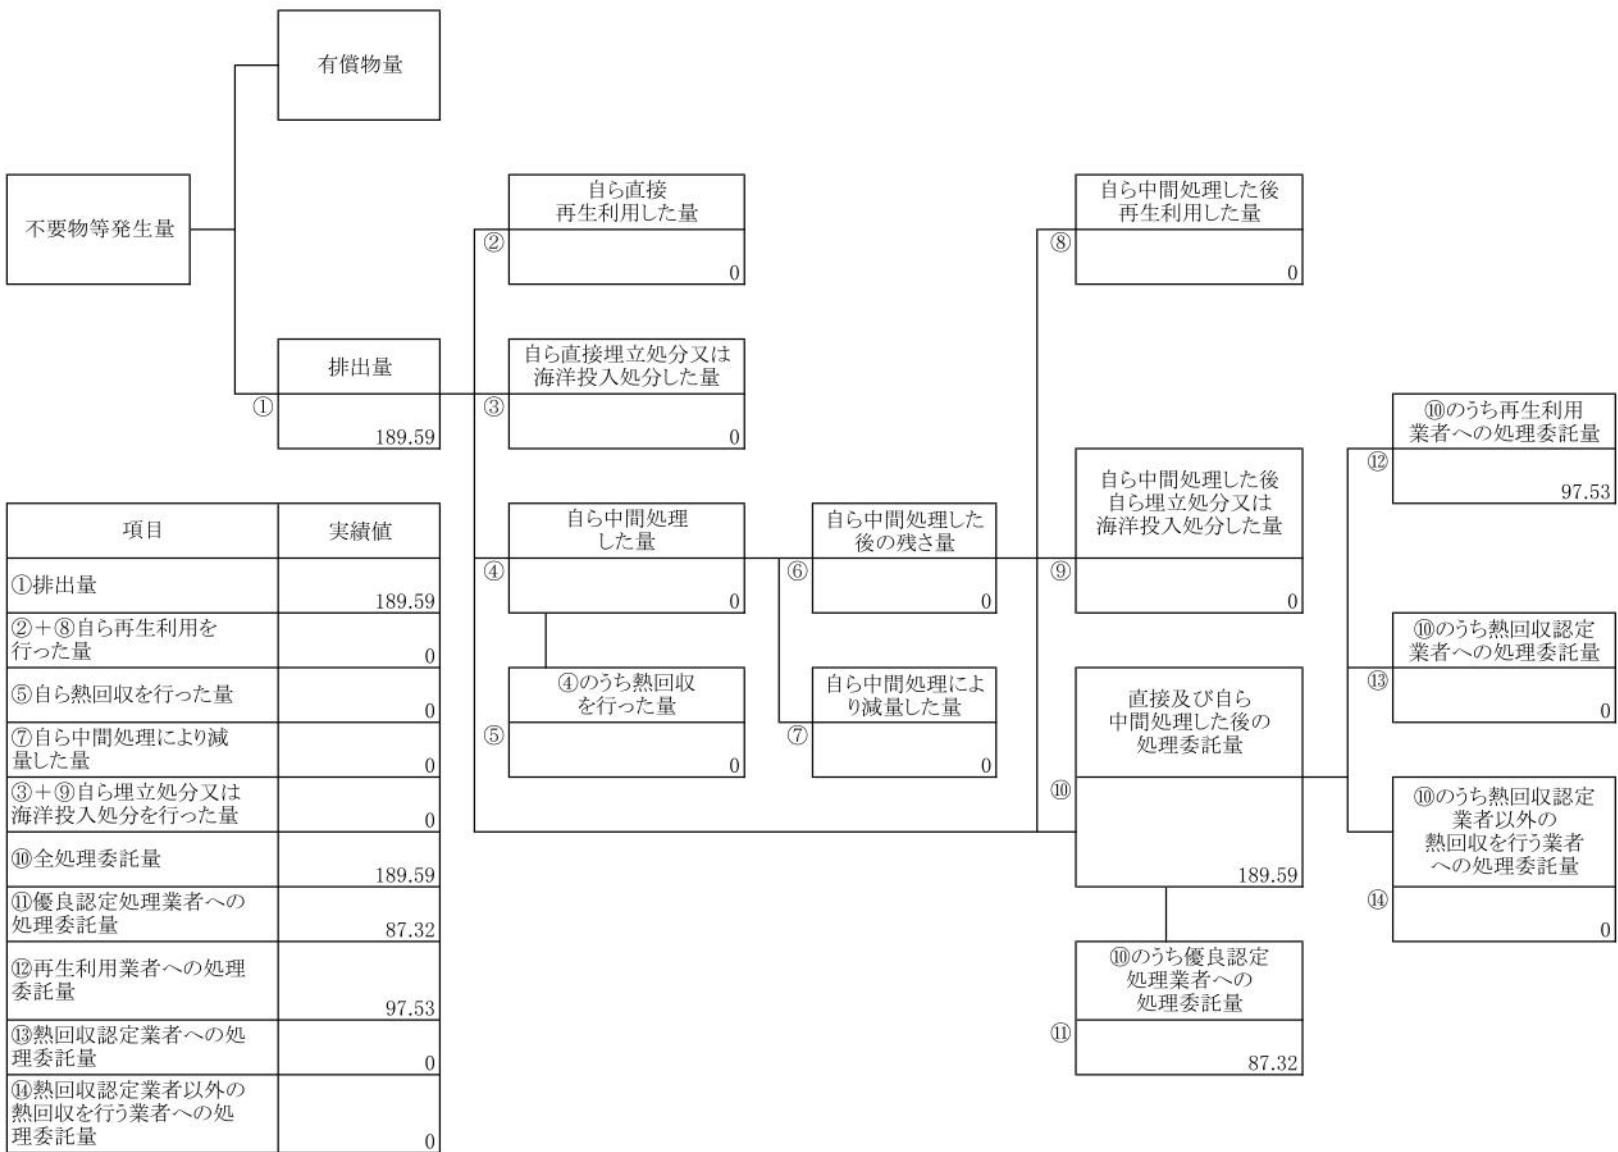 有償物量
不要物等発生量
排出量
①
189.59
自ら直接
再生利用した量
②
0
自ら直接埋立処分又は
海洋投入処分した量
③
0
自ら中間処理
した量
④
0
④のうち熱回収
を行った量
⑤
0
自ら中間処理した
後の残さ量
⑥
0
自ら中間処理によ
り減量した量
⑦
0
自ら中間処理した後
再生利用した量
⑧
0
自ら中間処理した後
自ら埋立処分又は
海洋投入処分した量
⑨
0
直接及び自ら
中間処理した後の
処理委託量
⑩
189.59
⑩のうち優良認定
処理業者への
処理委託量
⑪
87.32
⑩のうち再生利用
業者への処理委託量
⑫
97.53
⑩のうち熱回収認定
業者への処理委託量
⑬
0
⑩のうち熱回収認定
業者以外の
熱回収を行う業者
への処理委託量
⑭
0
項目 実績値
①排出量
189.59
②+⑧自ら再生利用を
行った量
0
⑤自ら熱回収を行った量
0
⑦自ら中間処理により減
量した量
0
③+⑨自ら埋立処分又は
海洋投入処分を行った量
0
⑩全処理委託量
189.59
⑪優良認定処理業者への
処理委託量
87.32
⑫再生利用業者への処理
委託量
97.53
⑬熱回収認定業者への処
理委託量
0
⑭熱回収認定業者以外の
熱回収を行う業者への処
理委託量
0